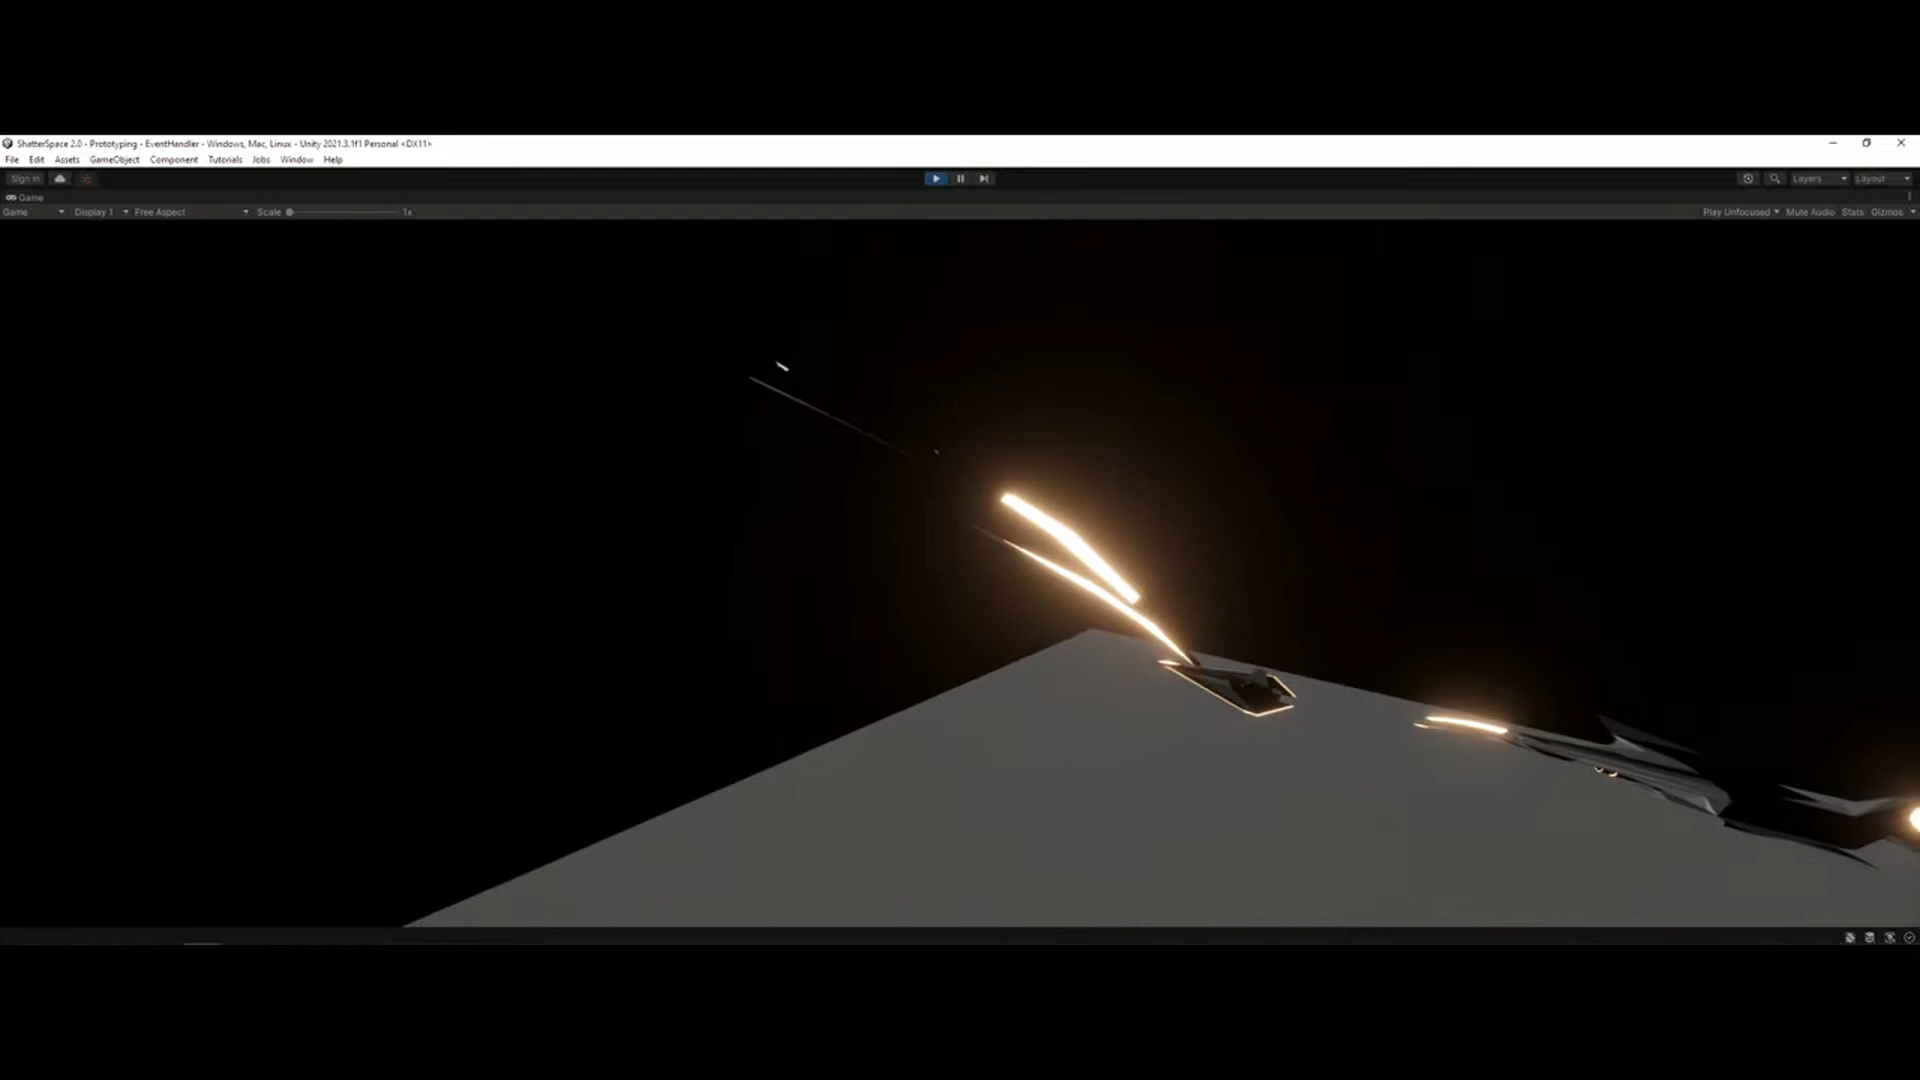 ShatterSpace 2.0 - Prototyping - EventHandler - Windows, Mac, Linux - Unity 2021.3.1f1 Personal <DX11>
File Edit Assets GameObject Component Tutorials Jobs Window Help
Sign in Layers Layout
Game
Game Display 1 Free Aspect Scale 1x Play Unfocused Mute Audio Stats Gizmos